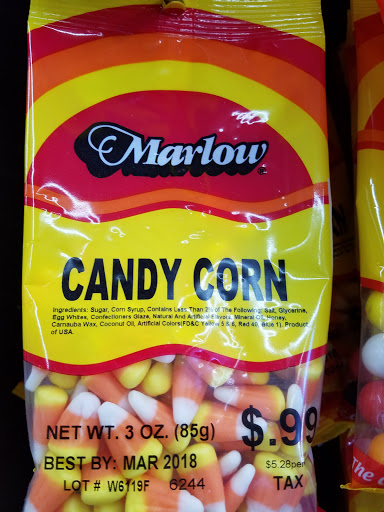 Marlow
CANDY CORN
Ingredients: Sugar, Corn Syrup, Contains Less Than 2% of The Following: Salt, Glycerine,
Egg Whites, Confectioners Glaze, Natural And Artificial Flavors, Mineral Oil, Honey,
Carnauba Wax, Coconut Oil, Artificial Colors(FD&C Yellow 5 & 6, Red 40, Blue 1). Product
of USA.
NET WT. 3 OZ. (85g)
$.99
BEST BY: MAR 2018
$5.28per
LOT # W6119F 6244
TAX
The